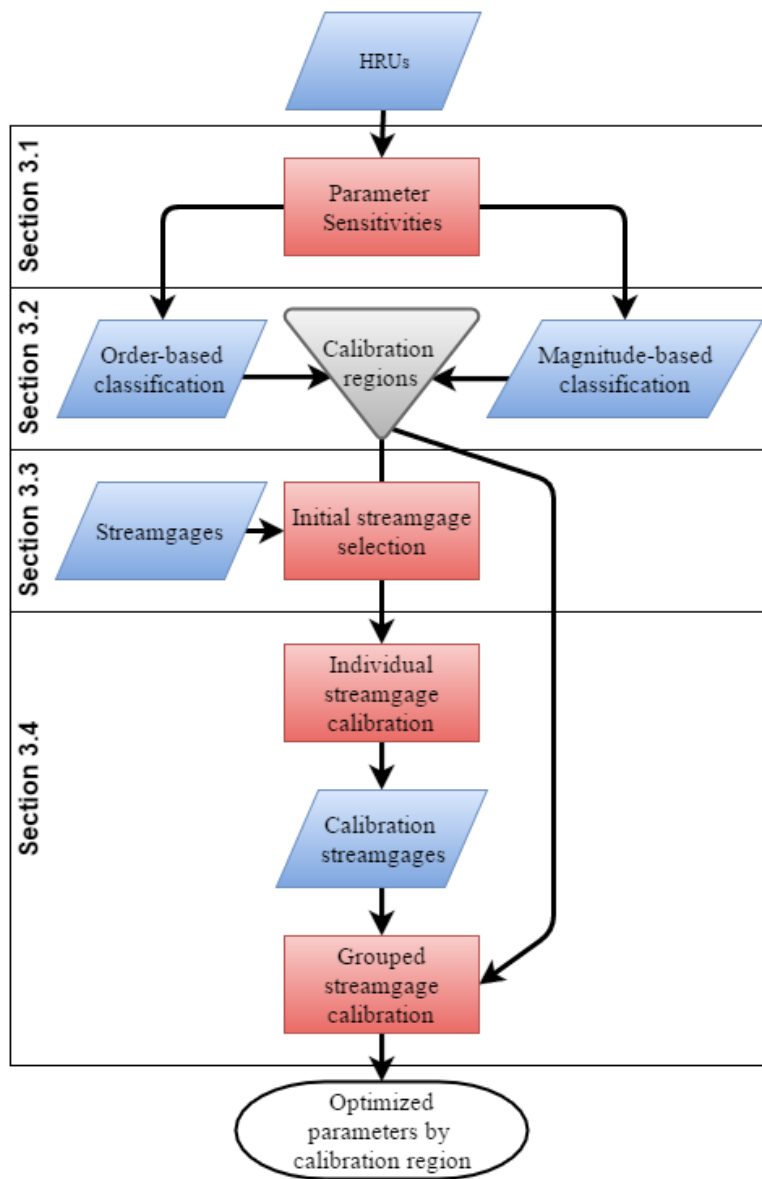 HRUs
Section 3.1
Parameter
Sensitivities
Section 3.2
Order-based
classification
Calibration
regions
Magnitude-based
classification
Section 3.3
Streamgages
Initial streamgage
selection
Section 3.4
Individual
streamgage
calibration
Calibration
streamgages
Grouped
streamgage
calibration
Optimized
parameters by
calibration region